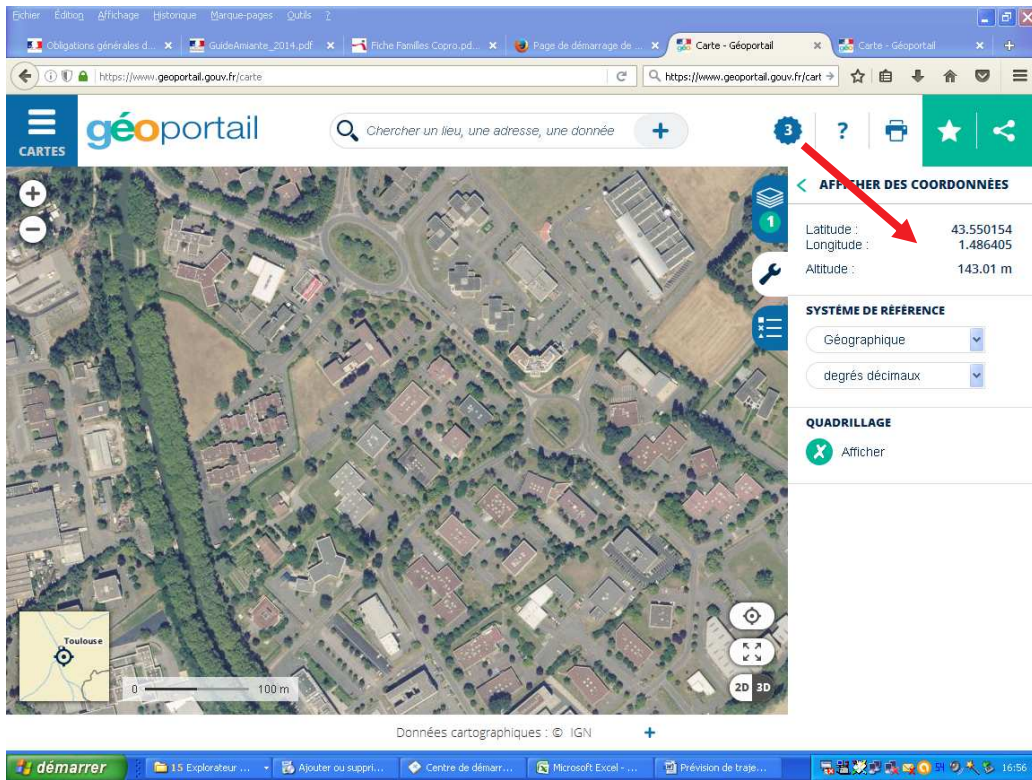 Fichier Edition Affichage Historique Marque-pages Outils ?
Obligations générales d... GuideAmiante_2014.pdf Fiche Familles Copro.pd... Page de démarrage de ... Carte - Géoportail Carte - Géoportail
https://www.geoportail.gouv.fr/carte https://www.geoportail.gouv.fr/cart
CARTES
géoportail
Chercher un lieu, une adresse, une donnée
3 ?
AFFICHER DES COORDONNÉES
1
Latitude : 43.550154
Longitude : 1.486405
Altitude : 143.01 m
SYSTÈME DE RÉFÉRENCE
Géographique
degrés décimaux
QUADRILLAGE
Afficher
Toulouse
0 100 m
2D 3D
Données cartographiques : © IGN +
démarrer 15 Explorateur ... Ajouter ou suppri... Centre de démarr... Microsoft Excel - ... Prévision de traje... 16:56